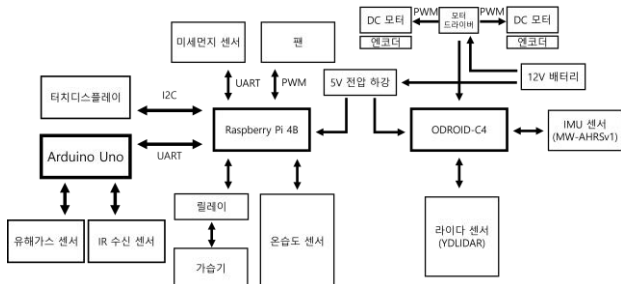 PWM
모터
드라이버
PWM
DC 모터
DC 모터
엔코더
엔코더
미세먼지 센서
팬
UART
PWM
5V 전압 하강
12V 배터리
터치디스플레이
I2C
Raspberry Pi 4B
ODROID-C4
IMU 센서
(MW-AHRSv1)
Arduino Uno
UART
릴레이
유해가스 센서
IR 수신 센서
온습도 센서
라이다 센서
(YDLIDAR)
가습기